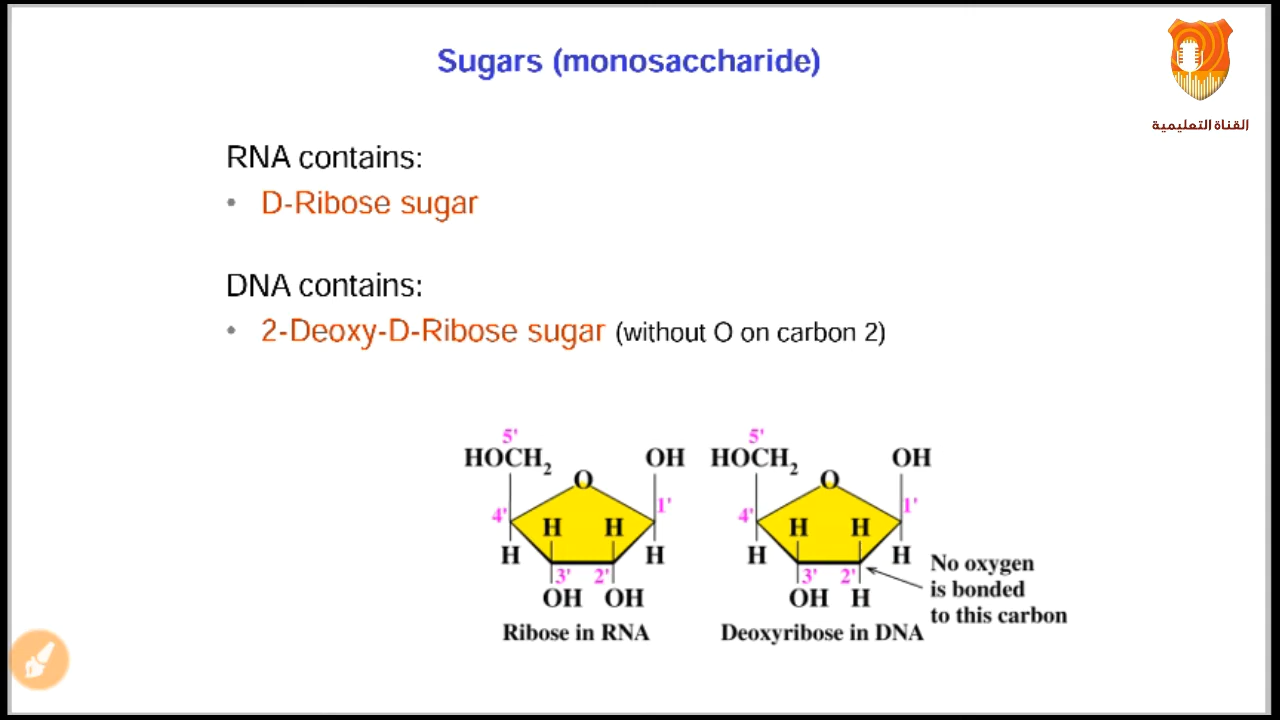 Sugars (monosaccharide)
القناة التعليمية
RNA contains:
• D-Ribose sugar
DNA contains:
• 2-Deoxy-D-Ribose sugar (without O on carbon 2)
5'
HOCH2
O
OH
4'
1'
H
H
H
H
3'
2'
OH
OH
Ribose in RNA
5'
HOCH2
O
OH
4'
1'
H
H
H
H
3'
2'
OH
H
Deoxyribose in DNA
No oxygen
is bonded
to this carbon